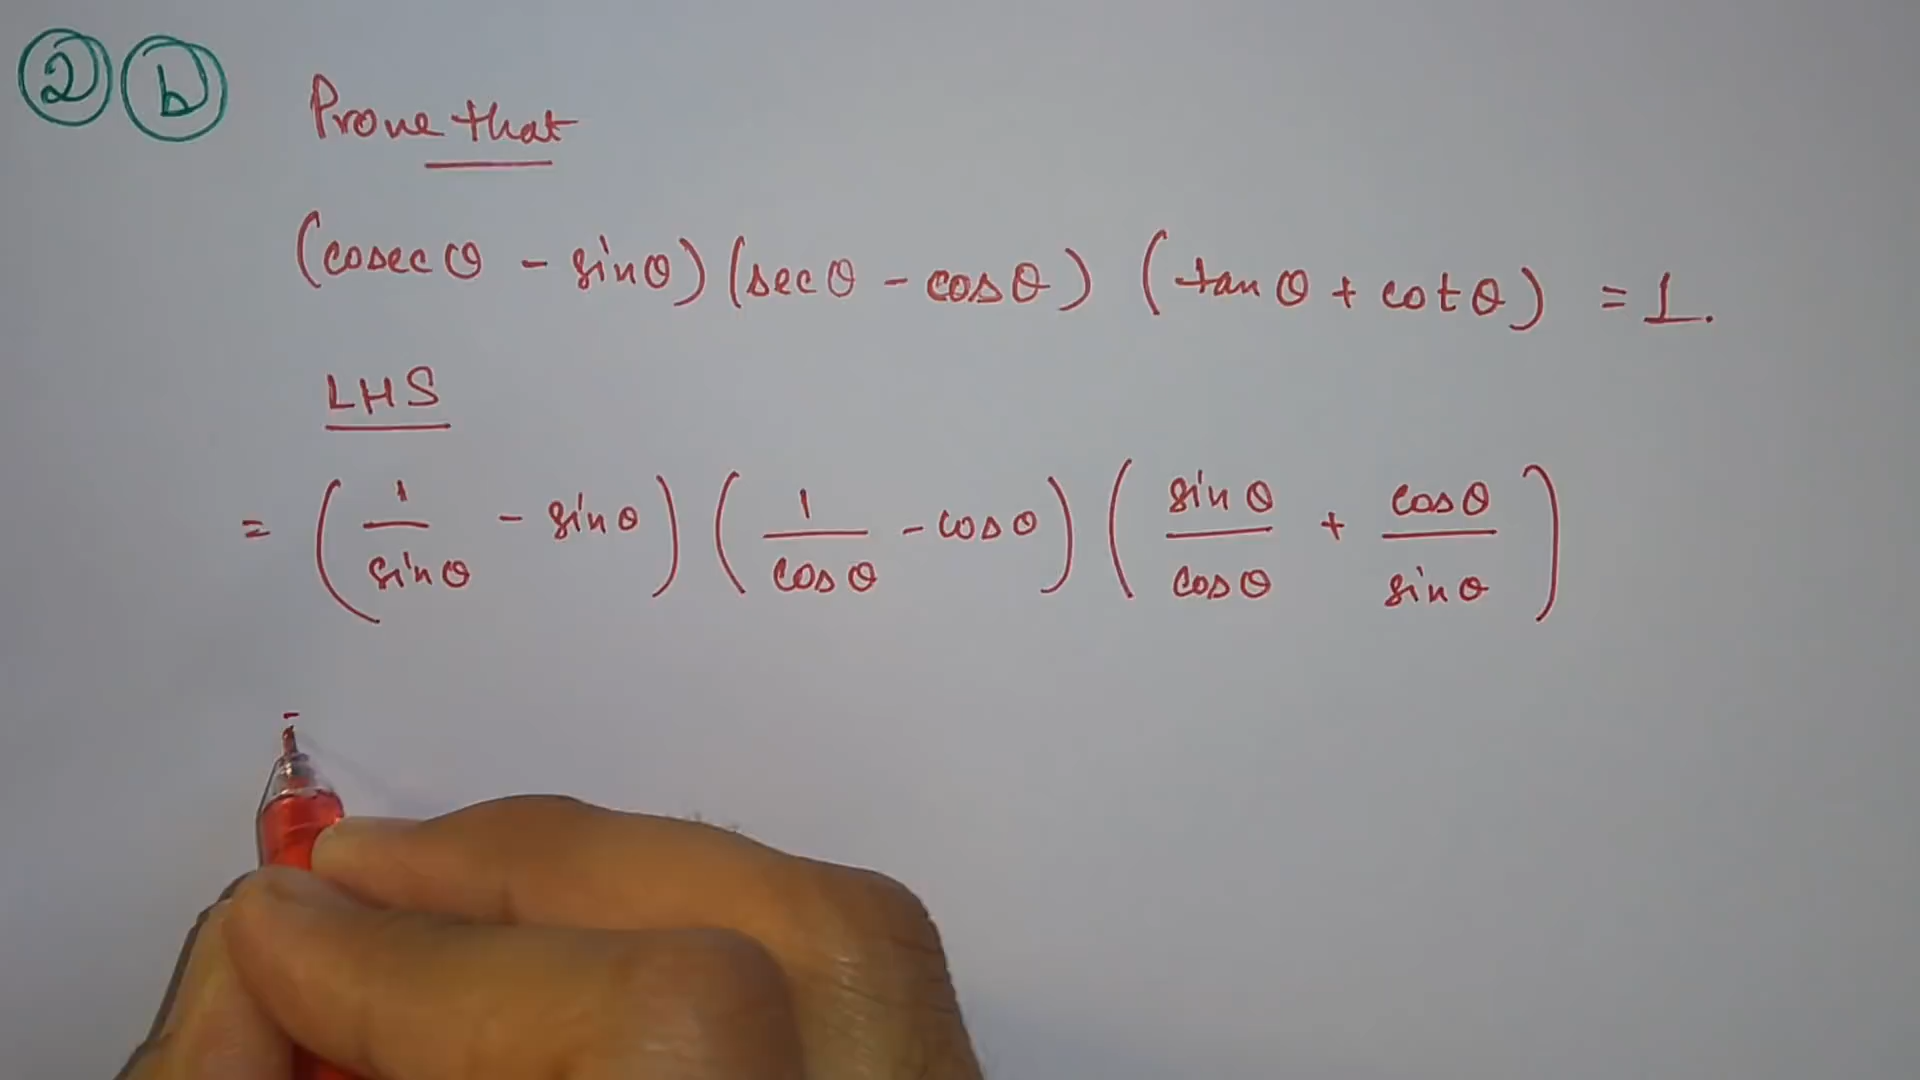 2 b Prove that
(cosec θ - sin θ) (sec θ - cos θ) (tan θ + cot θ) = 1.
LHS
= (1/sin θ - sin θ) (1/cos θ - cos θ) (sin θ/cos θ + cos θ/sin θ)